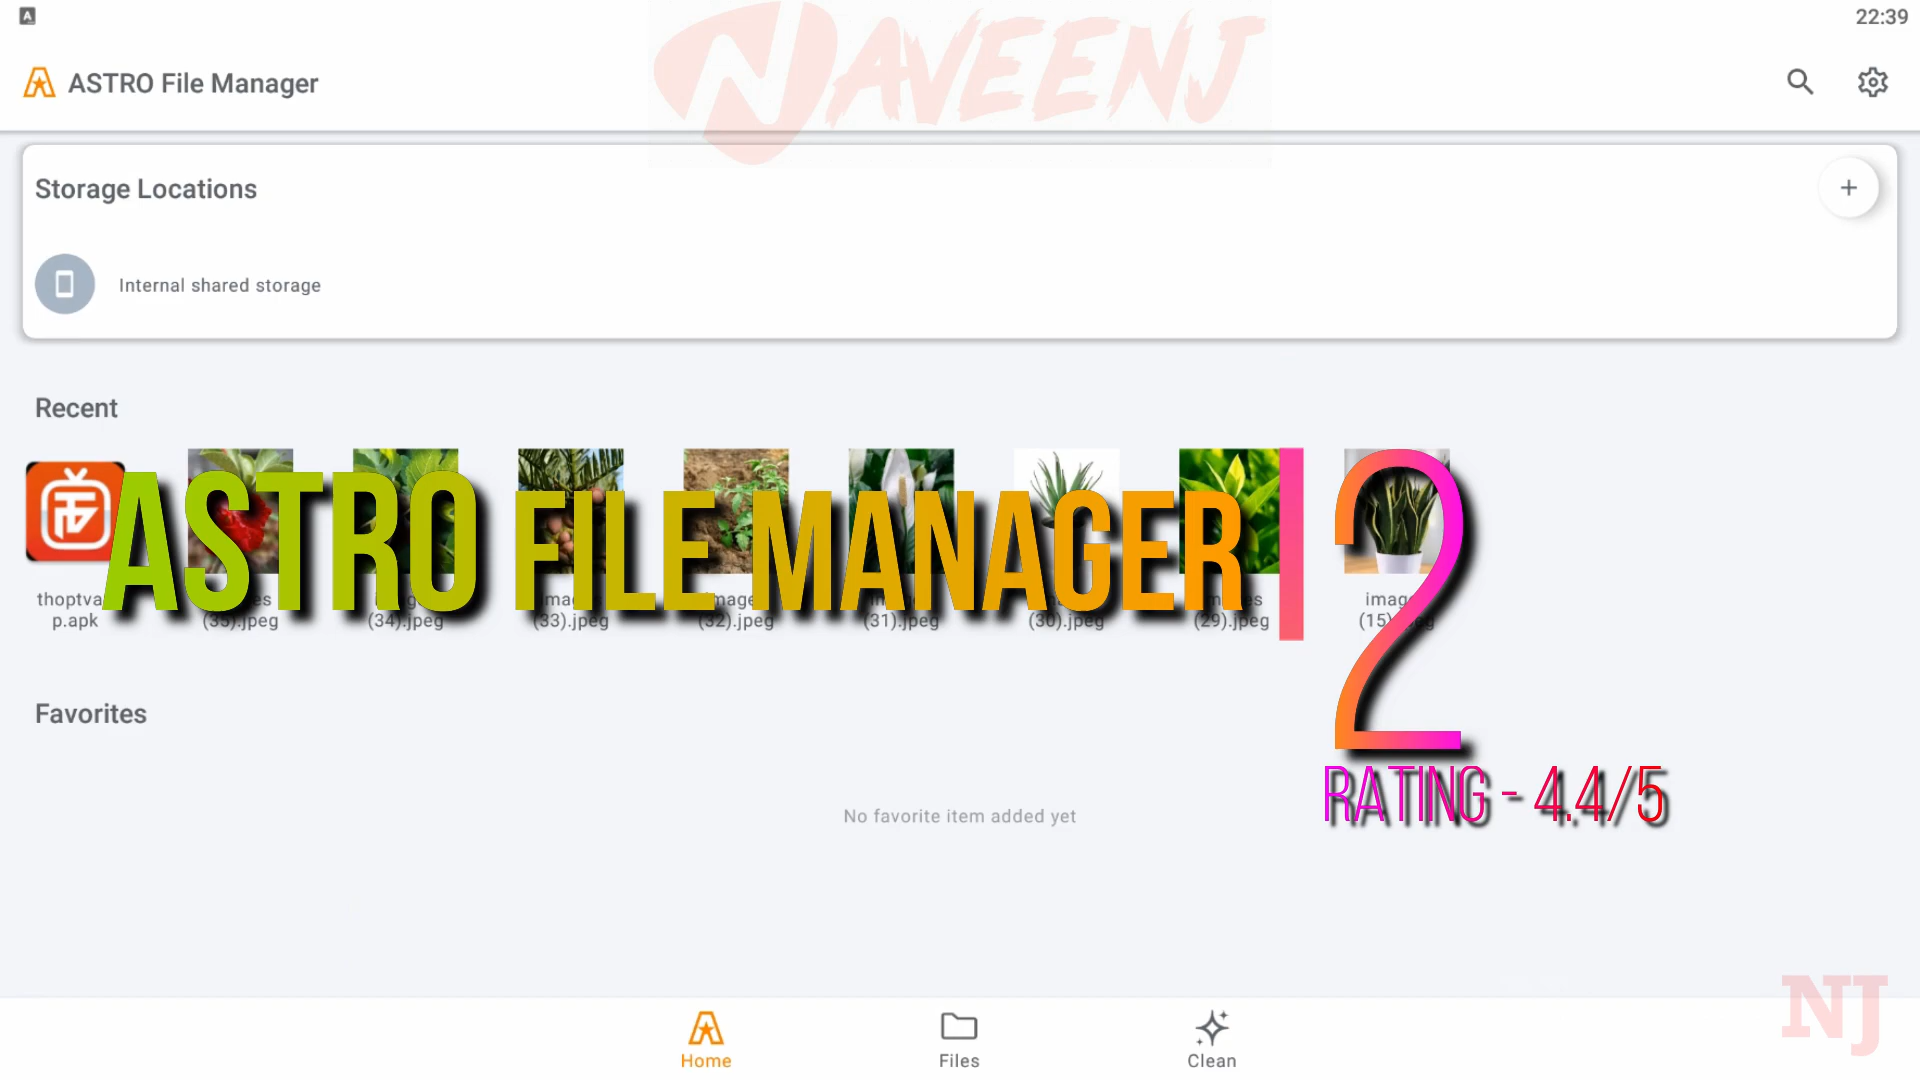 22:39
NAVEENJ
ASTRO File Manager
Storage Locations
Internal shared storage
Recent
ASTRO FILE MANAGER
2
p.apk
(35).jpeg
(34).jpeg
(33).jpeg
(32).jpeg
(31).jpeg
(30).jpeg
(29).jpeg
Favorites
RATING - 4.4/5
No favorite item added yet
NJ
Home
Files
Clean